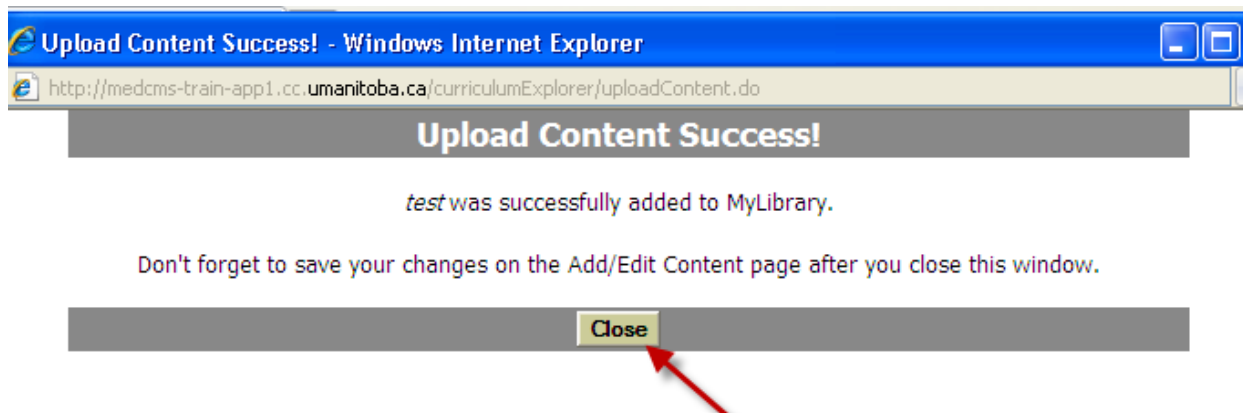 Upload Content Success! - Windows Internet Explorer
http://medcms-train-app1.cc.umanitoba.ca/curriculumExplorer/uploadContent.do
Upload Content Success!
test was successfully added to MyLibrary.
Don't forget to save your changes on the Add/Edit Content page after you close this window.
Close